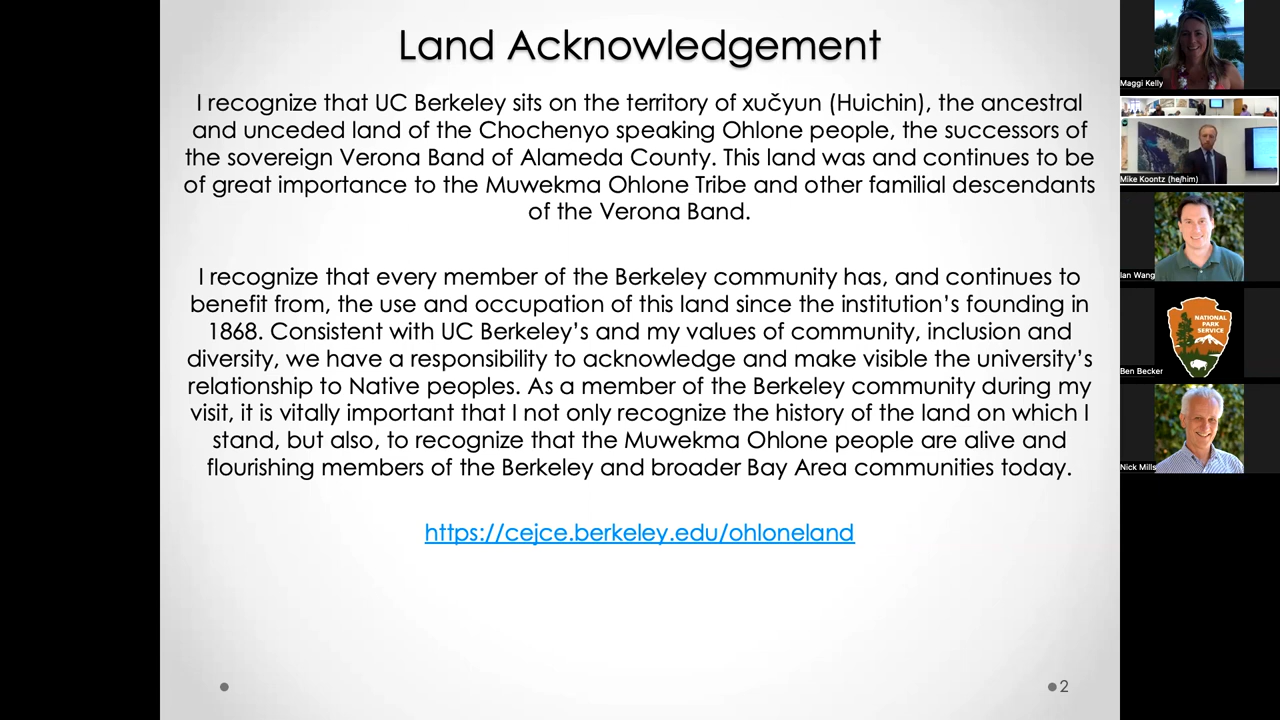 Land Acknowledgement
I recognize that UC Berkeley sits on the territory of xučyun (Huichin), the ancestral
and unceded land of the Chochenyo speaking Ohlone people, the successors of
the sovereign Verona Band of Alameda County. This land was and continues to be
of great importance to the Muwekma Ohlone Tribe and other familial descendants
of the Verona Band.
I recognize that every member of the Berkeley community has, and continues to
benefit from, the use and occupation of this land since the institution’s founding in
1868. Consistent with UC Berkeley’s and my values of community, inclusion and
diversity, we have a responsibility to acknowledge and make visible the university’s
relationship to Native peoples. As a member of the Berkeley community during my
visit, it is vitally important that I not only recognize the history of the land on which I
stand, but also, to recognize that the Muwekma Ohlone people are alive and
flourishing members of the Berkeley and broader Bay Area communities today.
https://cejce.berkeley.edu/ohloneland
2
Maggi Kelly
Mike Koontz (he/him)
Ian Wang
NATIONAL
PARK
SERVICE
Ben Becker
Nick Mills